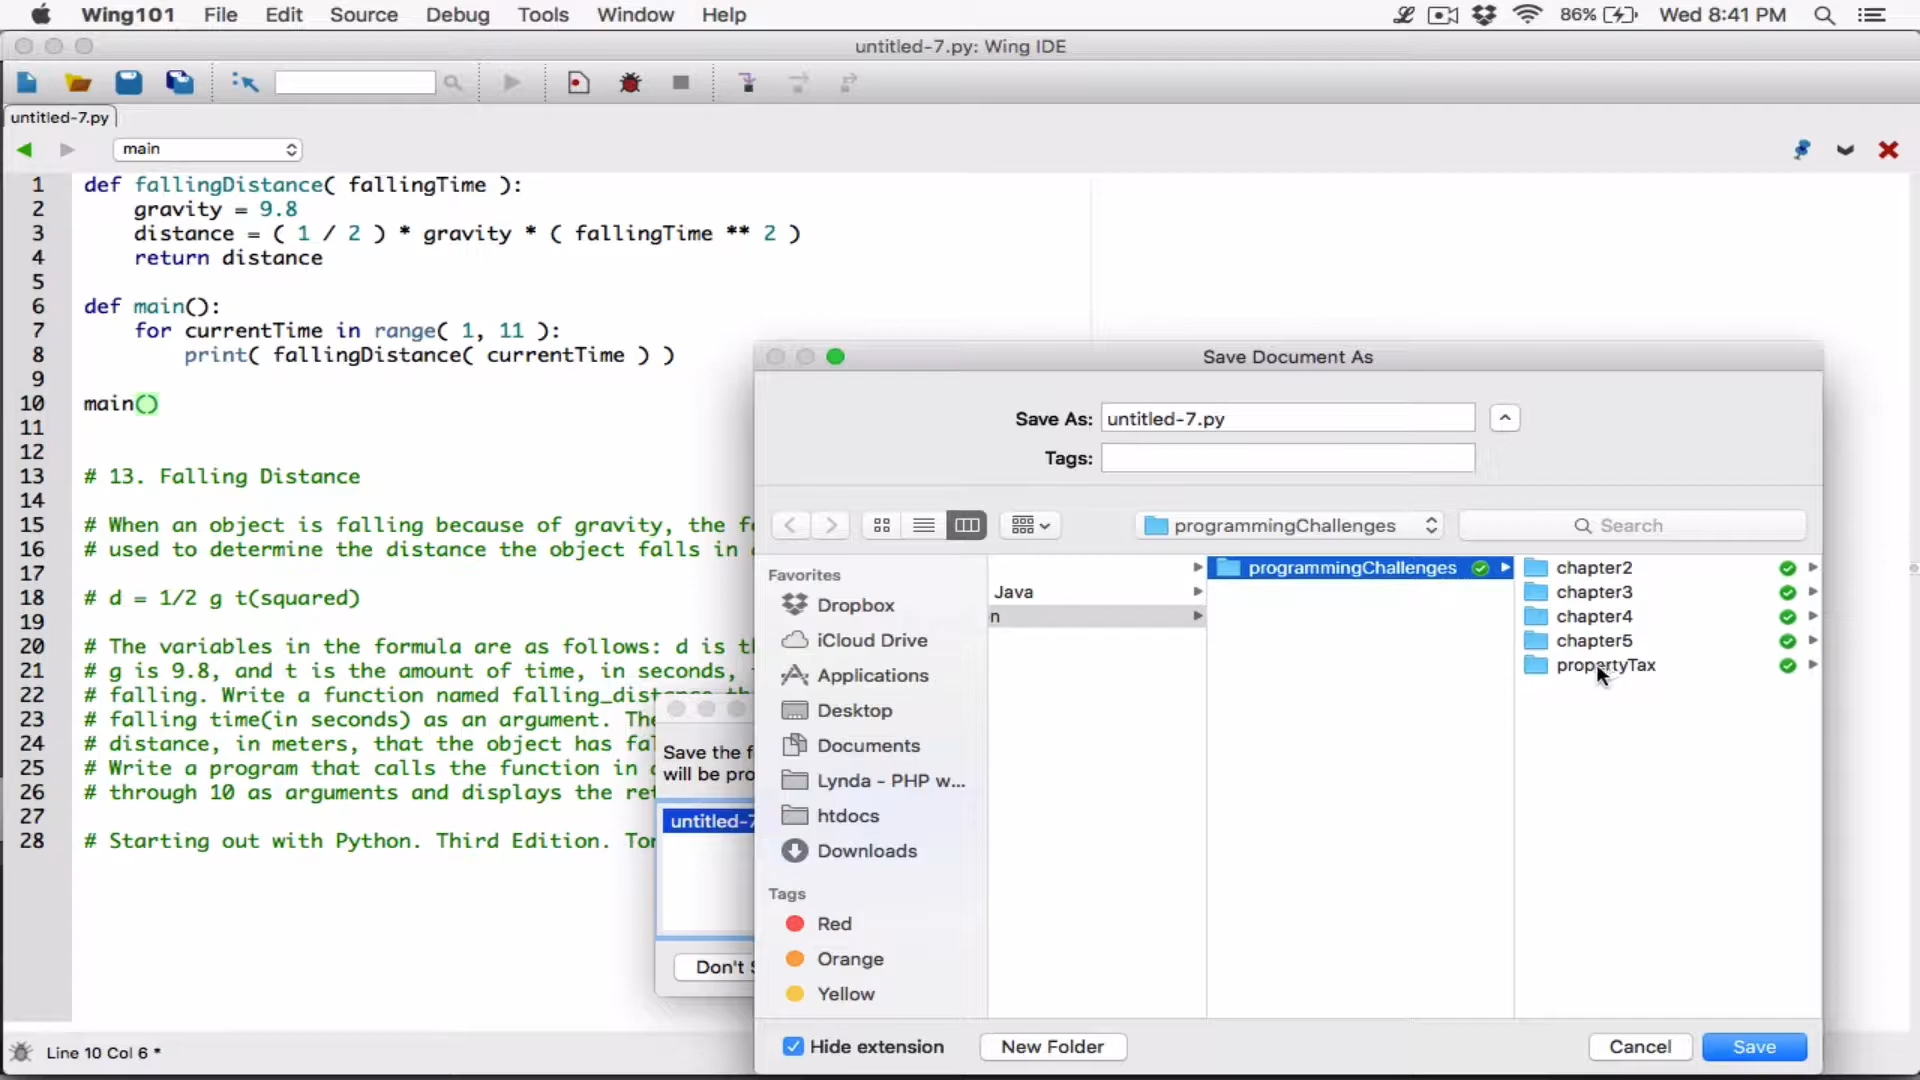 Wing101 File Edit Source Debug Tools Window Help 86% Wed 8:41 PM
untitled-7.py: Wing IDE
untitled-7.py
main
1 def fallingDistance( fallingTime ):
2 gravity = 9.8
3 distance = ( 1 / 2 ) * gravity * ( fallingTime ** 2 )
4 return distance
5
6 def main():
7 for currentTime in range( 1, 11 ):
8 print( fallingDistance( currentTime ) )
9
10 main()
11
12
13 # 13. Falling Distance
14
15 # When an object is falling because of gravity, the
16 # used to determine the distance the object falls in
17
18 # d = 1/2 g t(squared)
19
20 # The variables in the formula are as follows: d is
21 # g is 9.8, and t is the amount of time, in seconds,
22 # falling. Write a function named falling_distance
23 # falling time(in seconds) as an argument. The
24 # distance, in meters, that the object has
25 # Write a program that calls the function in
26 # through 10 as arguments and displays the
27
28 # Starting out with Python. Third Edition.
Line 10 Col 6 *
Save the
will be
untitled-7
Don't
Save Document As
Save As: untitled-7.py
Tags:
programmingChallenges Search
Favorites
Dropbox
iCloud Drive
Applications
Desktop
Documents
Lynda - PHP w...
htdocs
Downloads
Tags
Red
Orange
Yellow
Java
n
programmingChallenges
chapter2
chapter3
chapter4
chapter5
propertyTax
Hide extension New Folder Cancel Save